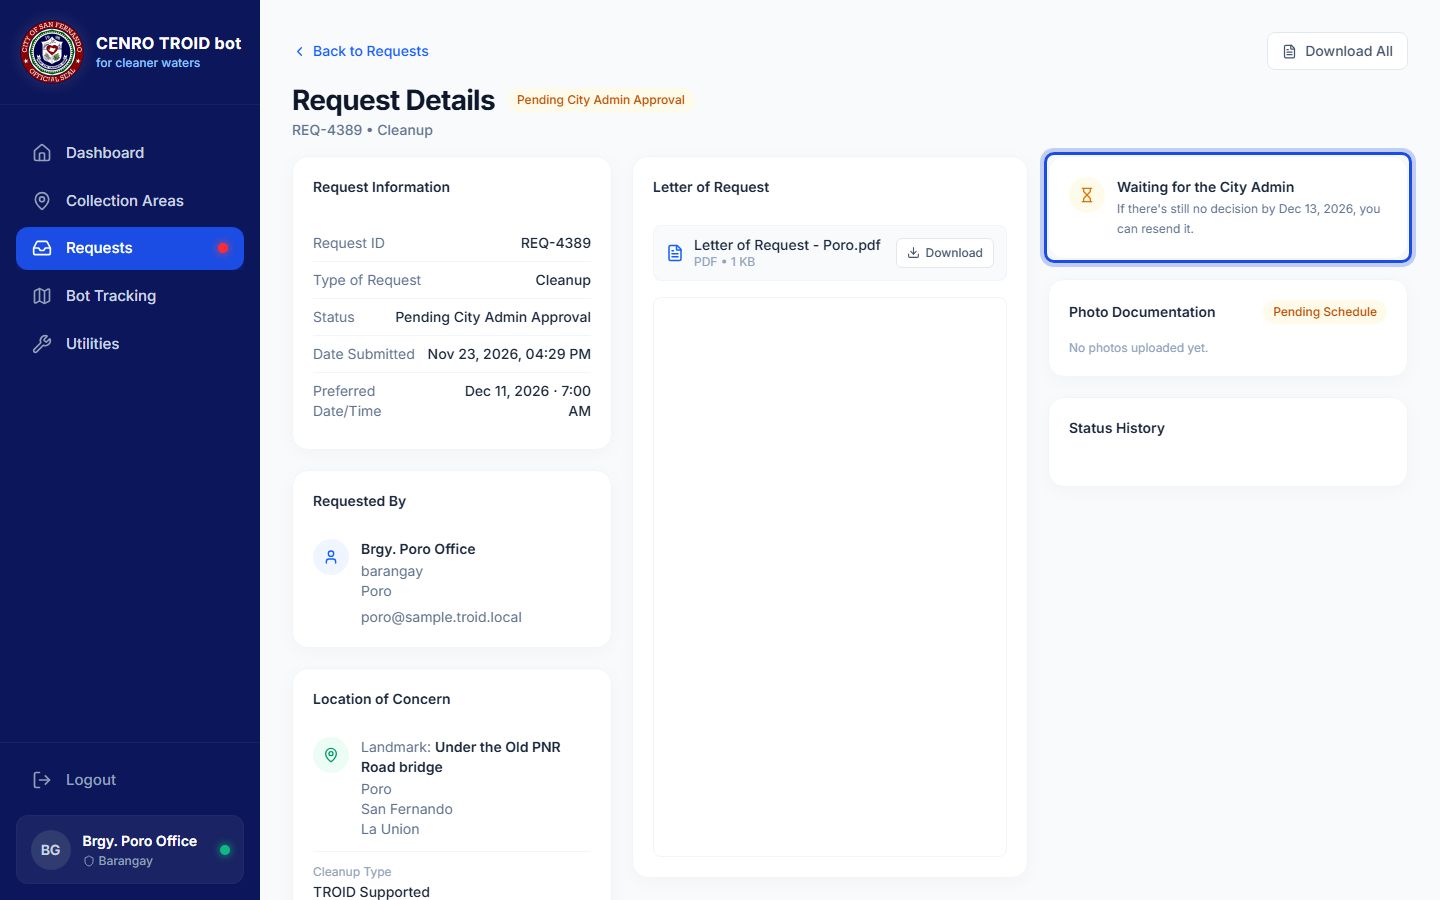 CITY OF SAN FERNANDO
OFFICIAL SEAL
CENRO TROID bot
for cleaner waters
Dashboard
Collection Areas
Requests
Bot Tracking
Utilities
Logout
BG
Brgy. Poro Office
Barangay
Back to Requests
Download All
Request Details
Pending City Admin Approval
REQ-4389 • Cleanup
Request Information
Request ID REQ-4389
Type of Request Cleanup
Status Pending City Admin Approval
Date Submitted Nov 23, 2026, 04:29 PM
Preferred Dec 11, 2026 · 7:00
Date/Time AM
Requested By
Brgy. Poro Office
barangay
Poro
poro@sample.troid.local
Location of Concern
Landmark: Under the Old PNR
Road bridge
Poro
San Fernando
La Union
Cleanup Type
TROID Supported
Letter of Request
Letter of Request - Poro.pdf
PDF • 1 KB
Download
Waiting for the City Admin
If there's still no decision by Dec 13, 2026, you
can resend it.
Photo Documentation
Pending Schedule
No photos uploaded yet.
Status History